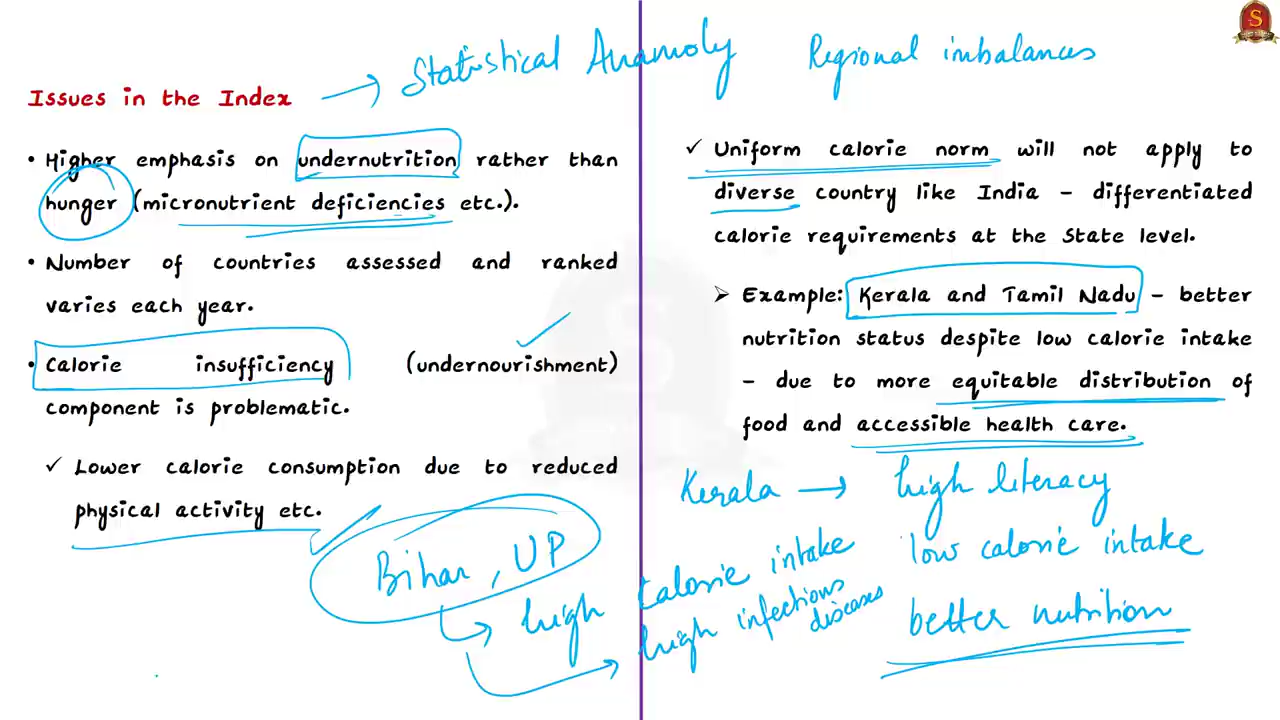 Statistical Anamoly
Issues in the Index
• Higher emphasis on undernutrition rather than
hunger (micronutrient deficiencies etc.).
• Number of countries assessed and ranked
varies each year.
• Calorie insufficiency (undernourishment)
component is problematic.
✓ Lower calorie consumption due to reduced
physical activity etc.
Bihar, UP
high calorie intake
high infectious
diseases
Regional imbalances
✓ Uniform calorie norm will not apply to
diverse country like India – differentiated
calorie requirements at the State level.
➢ Example: Kerala and Tamil Nadu – better
nutrition status despite low calorie intake
– due to more equitable distribution of
food and accessible health care.
Kerala → high literacy
low calorie intake
better nutrition
S